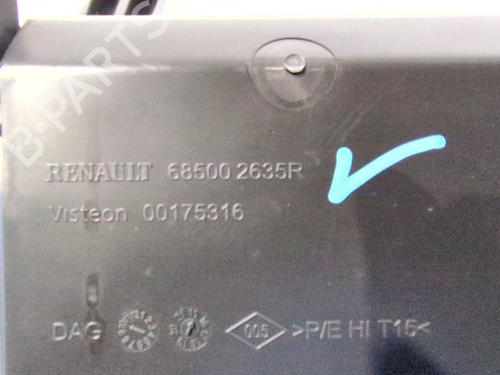 B-PARTS
RENAULT 68500 2635R
Visteon 00175316
DAG 005 >P/E HI T15<